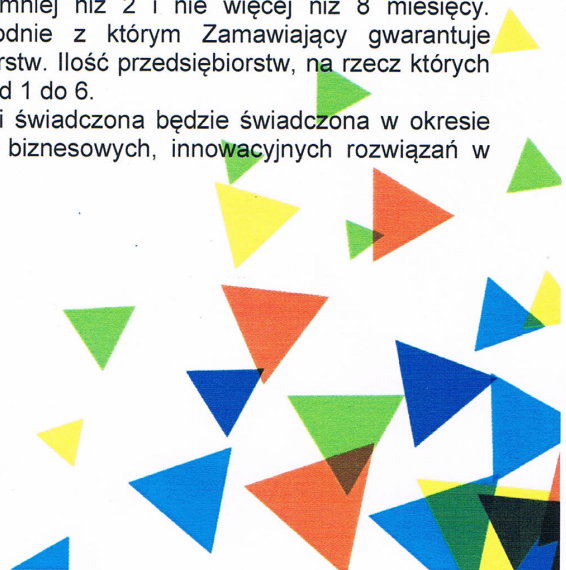 mniej niż 2 i nie więcej niż 8 miesięcy.
odnie z którym Zamawiający gwarantuje
rstw. Ilość przedsiębiorstw, na rzecz których
d 1 do 6.
i świadczona będzie świadczona w okresie
biznesowych, innowacyjnych rozwiązań w